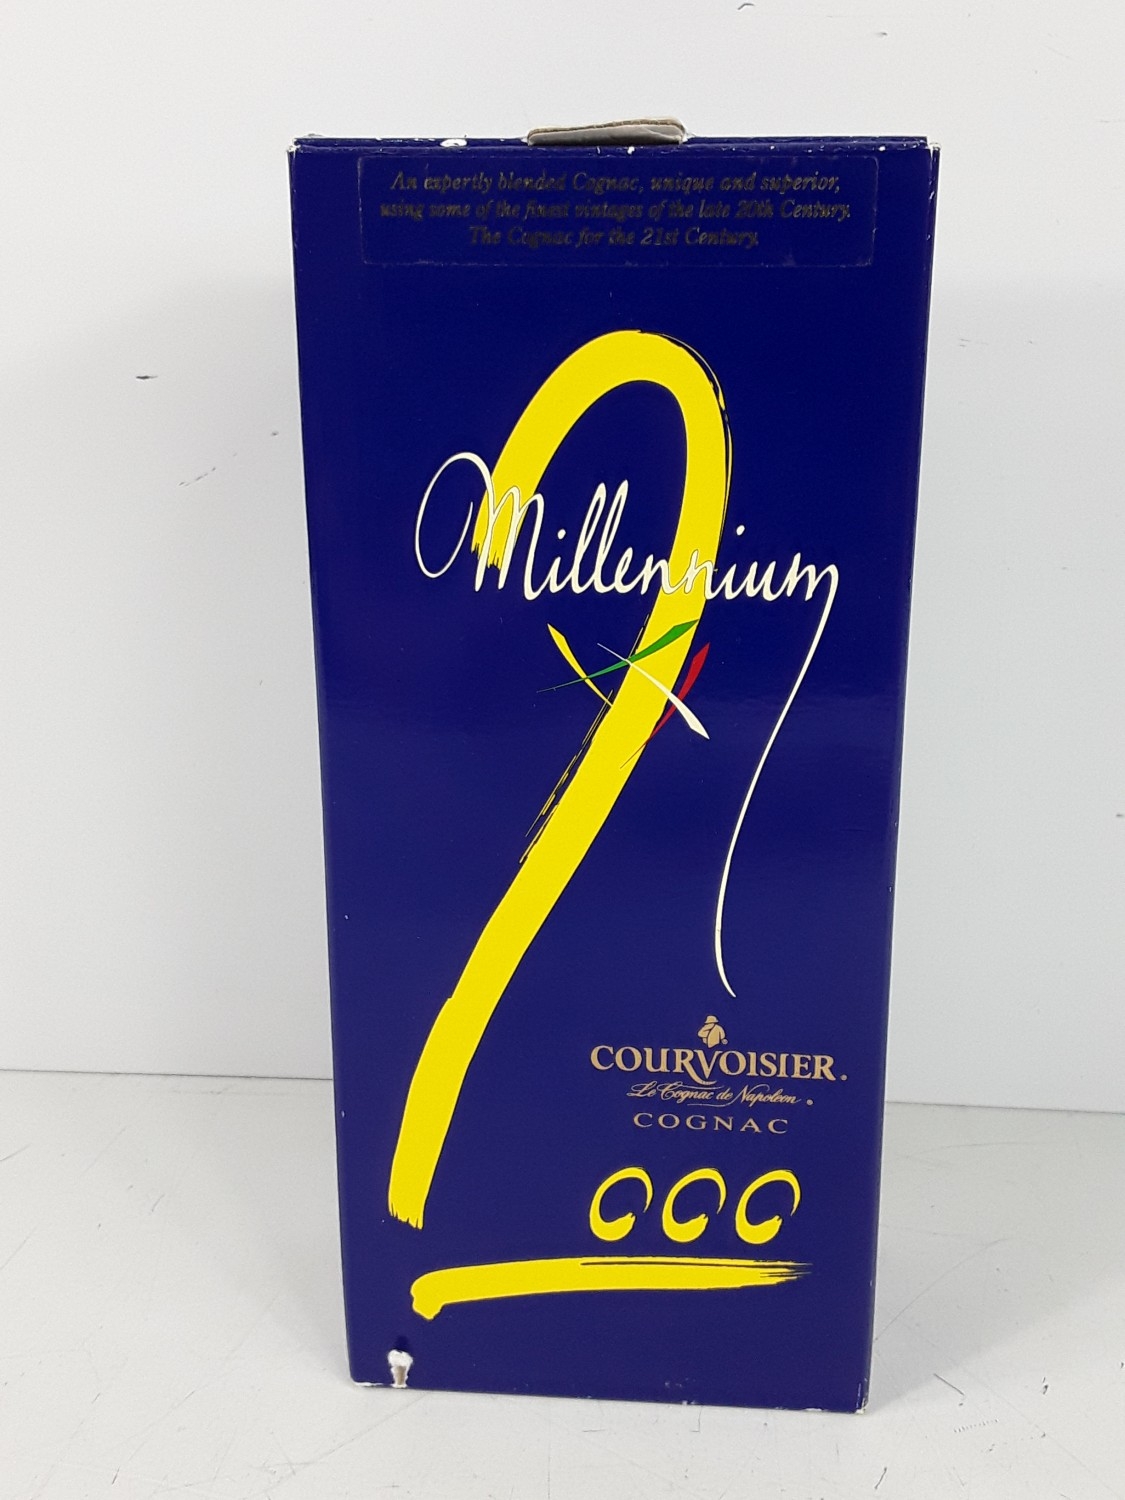 An expertly blended Cognac, unique and superior,
using some of the finest vintages of the late 20th Century.
The Cognac for the 21st Century.
Millennium
2000
COURVOISIER®
Le Cognac de Napoleon®
COGNAC